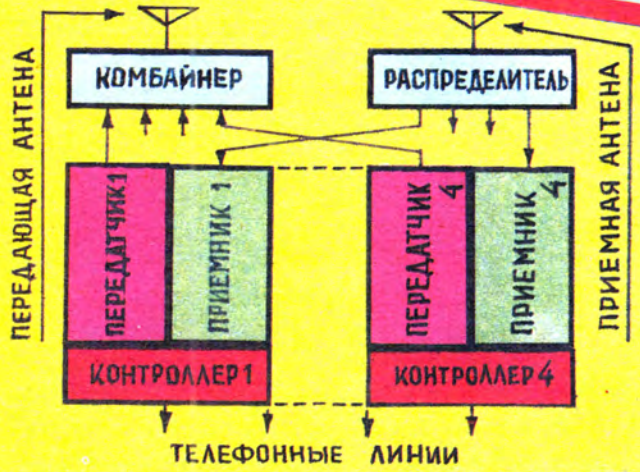 ПЕРЕДАЮЩАЯ АНТЕНА
КОМБАЙНЕР
РАСПРЕДЕЛИТЕЛЬ
ПРИЕМНАЯ АНТЕНА
ПЕРЕДАТЧИК 1
ПРИЕМНИК 1
ПЕРЕДАТЧИК 4
ПРИЕМНИК 4
КОНТРОЛЛЕР 1
КОНТРОЛЛЕР 4
ТЕЛЕФОННЫЕ ЛИНИИ